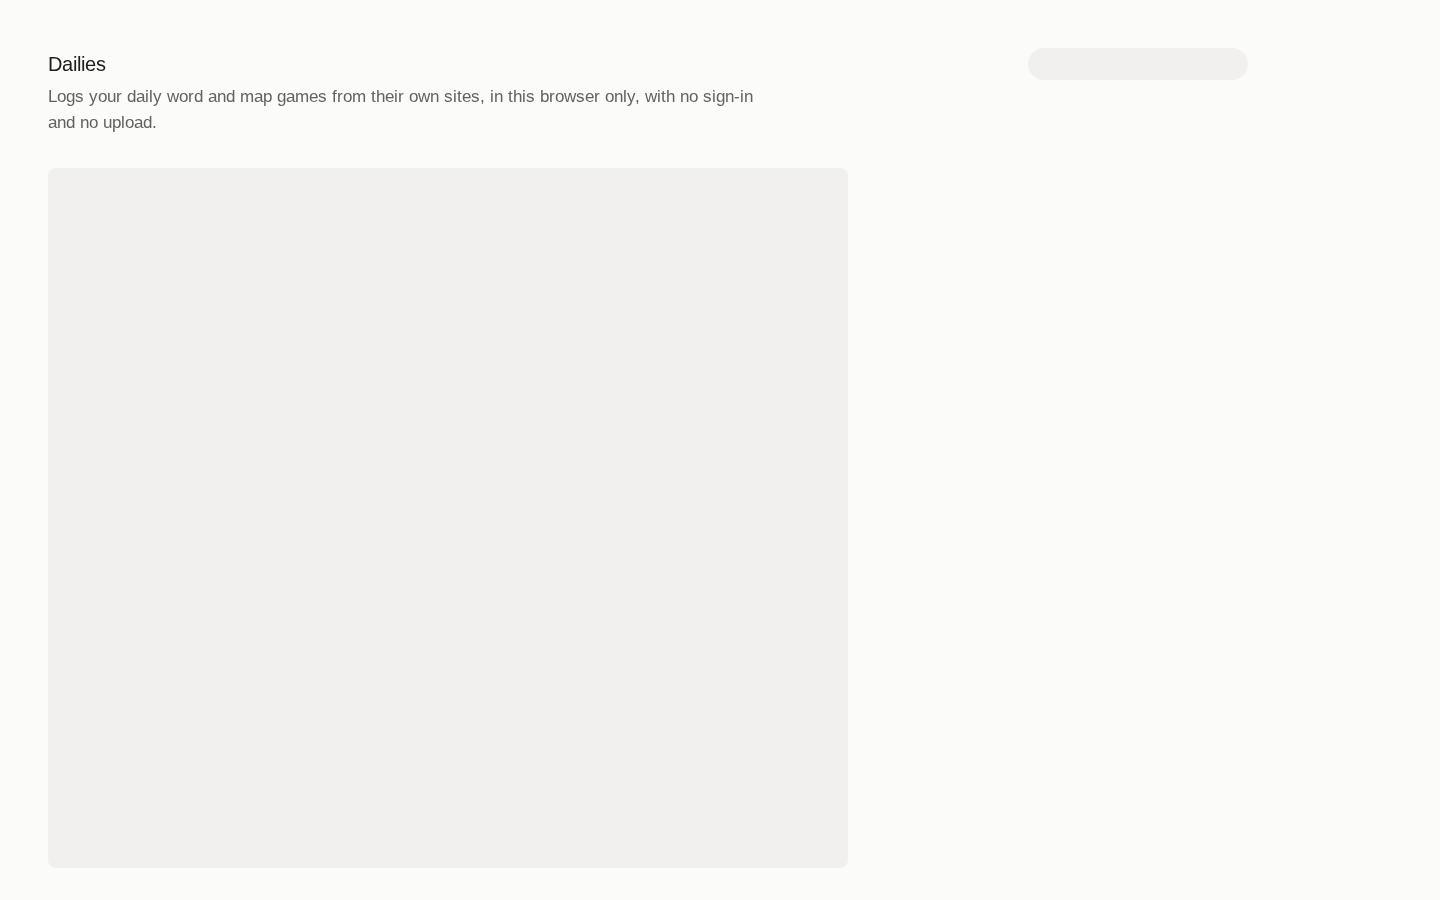 Dailies
Logs your daily word and map games from their own sites, in this browser only, with no sign-in
and no upload.